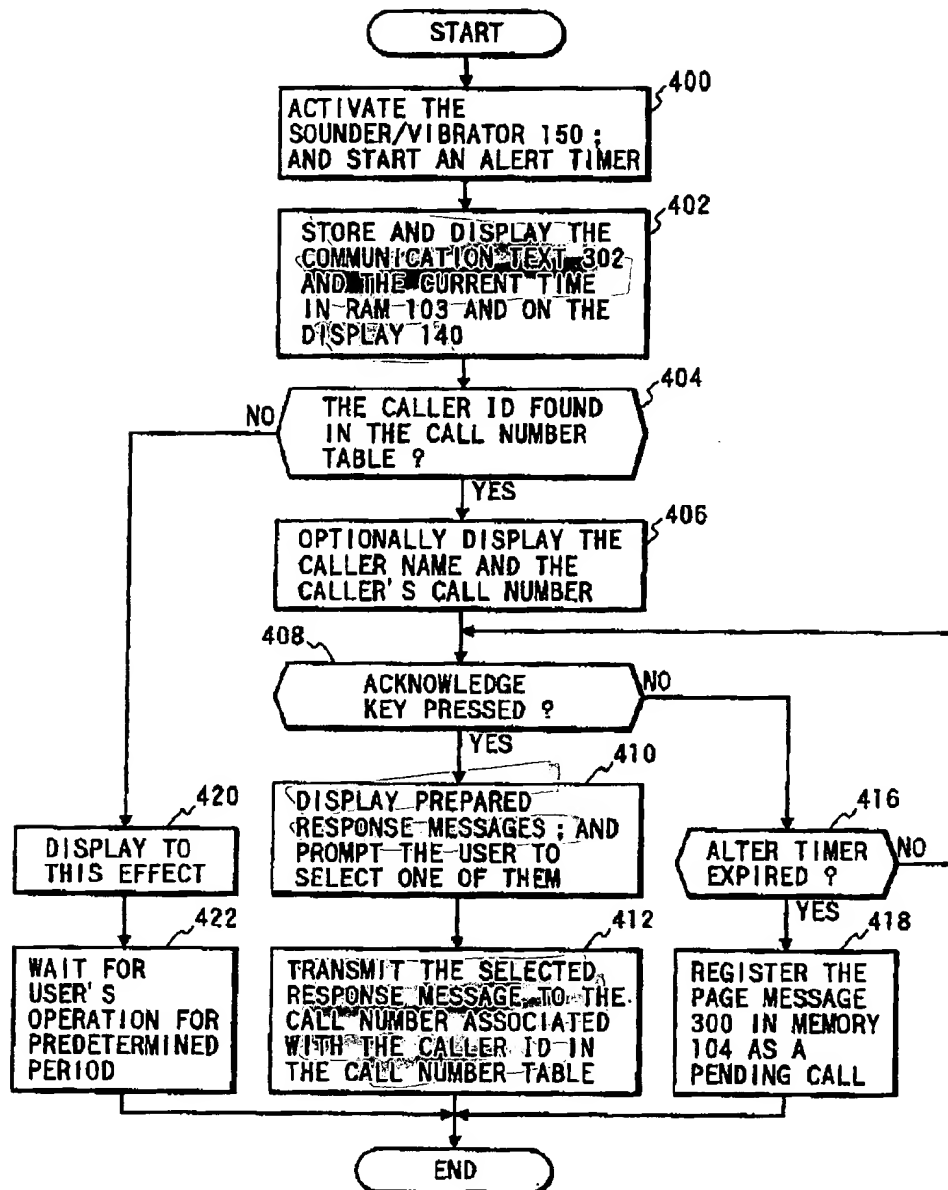 START
400
ACTIVATE THE
SOUNDER/VIBRATOR 150 ;
AND START AN ALERT TIMER
402
STORE AND DISPLAY THE
COMMUNICATION TEXT 302
AND THE CURRENT TIME
IN RAM 103 AND ON THE
DISPLAY 140
404
NO
THE CALLER ID FOUND
IN THE CALL NUMBER
TABLE ?
YES
406
OPTIONALLY DISPLAY THE
CALLER NAME AND THE
CALLER'S CALL NUMBER
408
ACKNOWLEDGE
KEY PRESSED ?
NO
YES
410
DISPLAY PREPARED
RESPONSE MESSAGES ; AND
PROMPT THE USER TO
SELECT ONE OF THEM
416
ALTER TIMER
EXPIRED ?
NO
YES
420
DISPLAY TO
THIS EFFECT
422
WAIT FOR
USER'S
OPERATION FOR
PREDETERMINED
PERIOD
412
TRANSMIT THE SELECTED
RESPONSE MESSAGE TO THE
CALL NUMBER ASSOCIATED
WITH THE CALLER ID IN
THE CALL NUMBER TABLE
418
REGISTER THE
PAGE MESSAGE
300 IN MEMORY
104 AS A
PENDING CALL
END